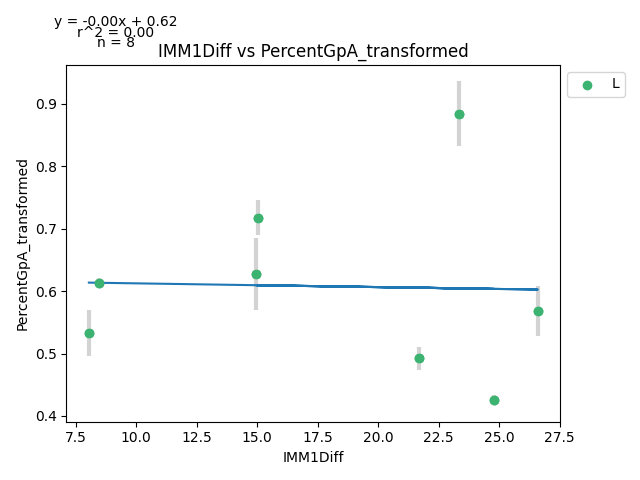 y = -0.00x + 0.62
r^2 = 0.00
n = 8
IMM1Diff vs PercentGpA_transformed
L
PercentGpA_transformed
0.9
0.8
0.7
0.6
0.5
0.4
7.5 10.0 12.5 15.0 17.5 20.0 22.5 25.0 27.5
IMM1Diff